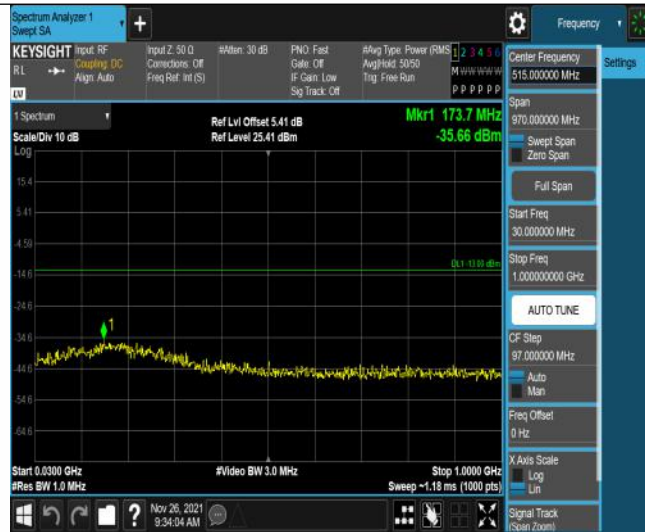 Spectrum Analyzer 1
Swept SA
+
Frequency
KEYSIGHT
Input: RF
Input Z: 50 Ω
#Atten: 30 dB
PNO: Fast
#Avg Type: Power (RMS
1 2 3 4 5 6
RL
Coupling: DC
Corrections: Off
Gate: Off
Avg|Hold: 50/50
M W W W W W
Align: Auto
Freq Ref: Int (S)
IF Gain: Low
Trig: Free Run
Sig Track: Off
P P P P P P
LXI
1 Spectrum
Ref Lvl Offset 5.41 dB
Mkr1 173.7 MHz
Scale/Div 10 dB
Ref Level 25.41 dBm
-35.66 dBm
Log
15.4
5.41
-4.59
DL1 -13.00 dBm
-14.6
-24.6
1
-34.6
-44.6
-54.6
-64.6
Start 0.0300 GHz
#Video BW 3.0 MHz
Stop 1.0000 GHz
#Res BW 1.0 MHz
Sweep ~1.18 ms (1000 pts)
Nov 26, 2021
9:34:04 AM
?
Center Frequency
515.000000 MHz
Settings
Span
970.000000 MHz
Swept Span
Zero Span
Full Span
Start Freq
30.000000 MHz
Stop Freq
1.000000000 GHz
AUTO TUNE
CF Step
97.000000 MHz
Auto
Man
Freq Offset
0 Hz
X Axis Scale
Log
Lin
Signal Track
(Span Zoom)